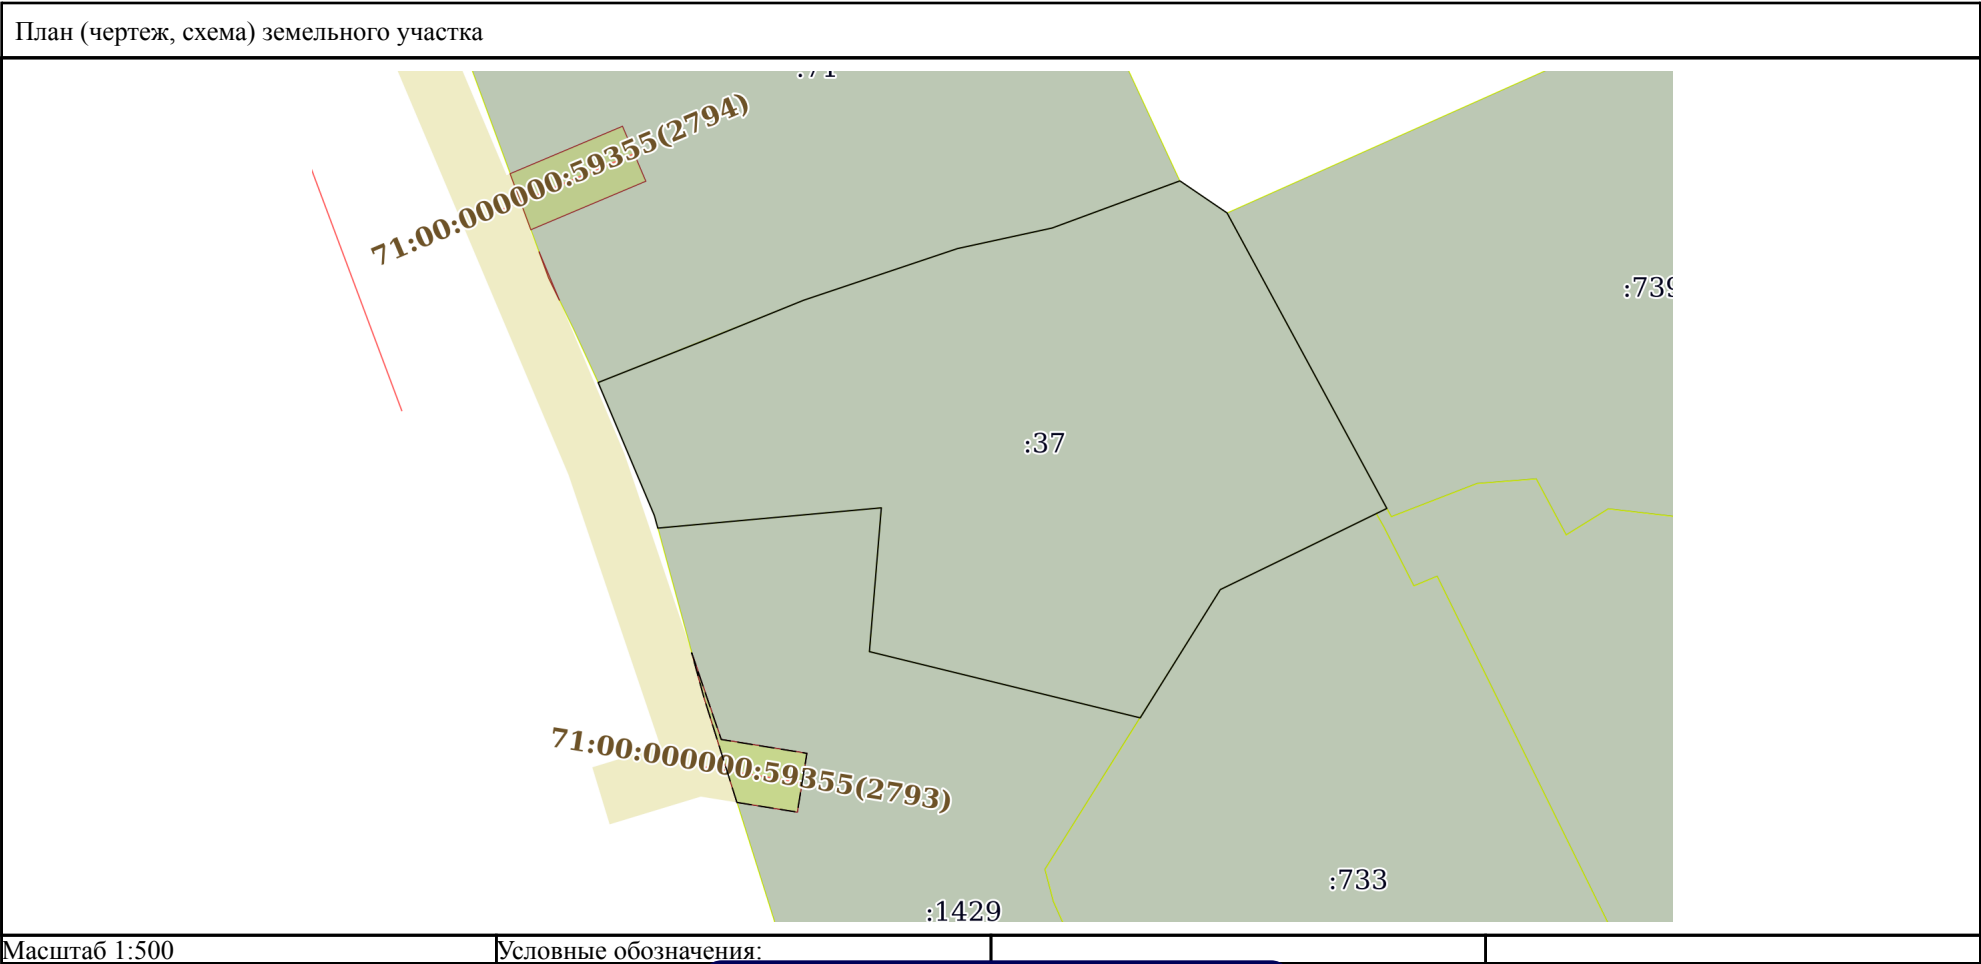 План (чертеж, схема) земельного участка
:71
71:00:000000:59355(2794)
:739
:37
71:00:000000:59355(2793)
:733
:1429
Масштаб 1:500
Условные обозначения: